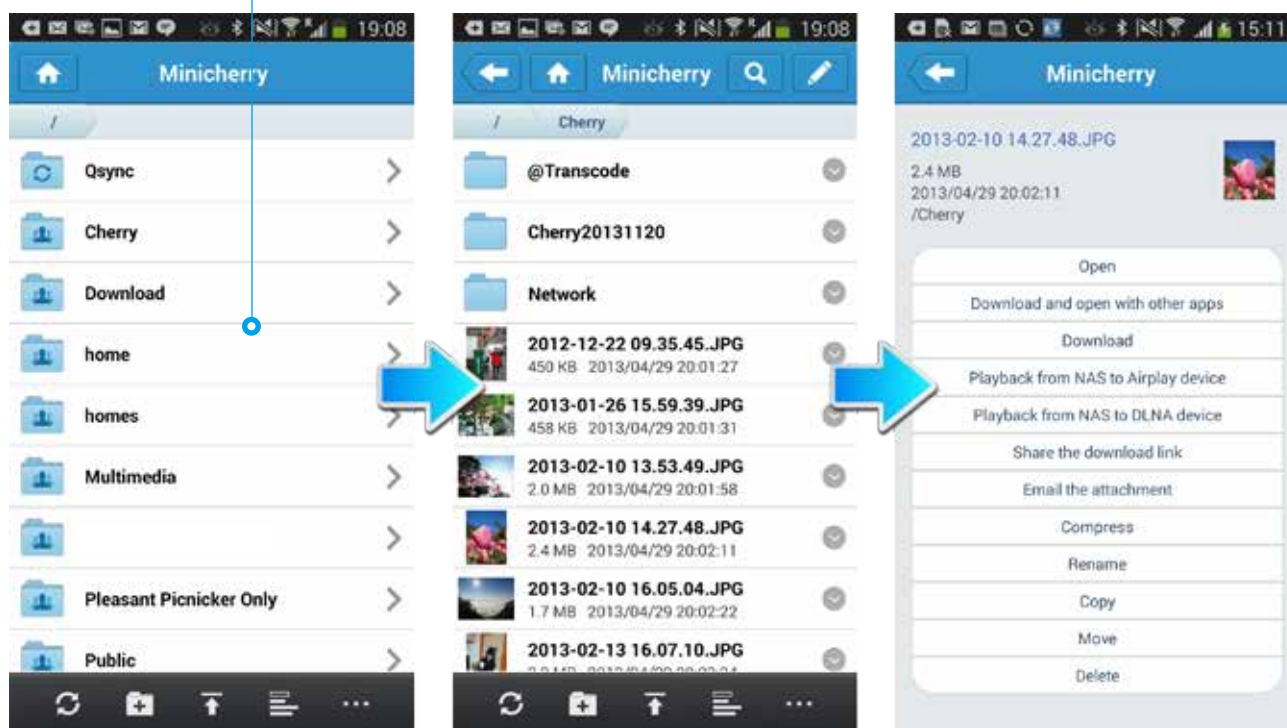 19:08
Minicherry
/
Qsync
Cherry
Download
home
homes
Multimedia
Pleasant Picnicker Only
Public
19:08
Minicherry
/ Cherry
@Transcode
Cherry20131120
Network
2012-12-22 09.35.45.JPG
450 KB 2013/04/29 20:01:27
2013-01-26 15.59.39.JPG
458 KB 2013/04/29 20:01:31
2013-02-10 13.53.49.JPG
2.0 MB 2013/04/29 20:01:58
2013-02-10 14.27.48.JPG
2.4 MB 2013/04/29 20:02:11
2013-02-10 16.05.04.JPG
1.7 MB 2013/04/29 20:02:22
2013-02-13 16.07.10.JPG
15:11
Minicherry
2013-02-10 14.27.48.JPG
2.4 MB
2013/04/29 20:02:11
/Cherry
Open
Download and open with other apps
Download
Playback from NAS to Airplay device
Playback from NAS to DLNA device
Share the download link
Email the attachment
Compress
Rename
Copy
Move
Delete